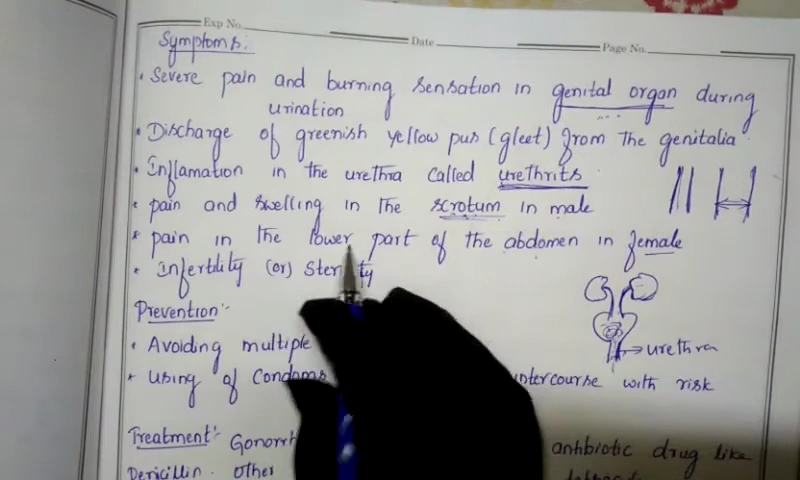 Exp No.
Date
Page No.
Symptoms:
• Severe pain and burning sensation in genital organ during
urination
• Discharge of greenish yellow pus (gleet) from the genitalia.
• Inflamation in the urethra called urethrits
• pain and swelling in the scrotum in male
* pain in the lower part of the abdomen in female
* Infertility (or)
Prevention:-
• Avoiding multiple
* Using of Condoms intercourse with risk
urethra
Treatment:- antibiotic drug like
other